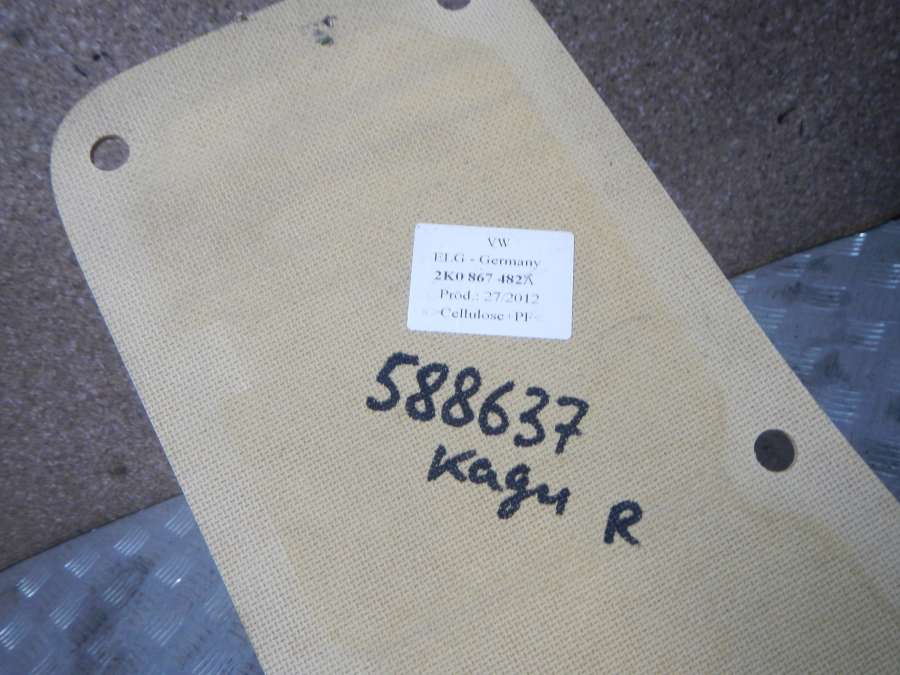 VW
ELG - Germany
2K0 867 482A
Prod.: 27/2012
>Cellulose+PF<
588637
Кади R